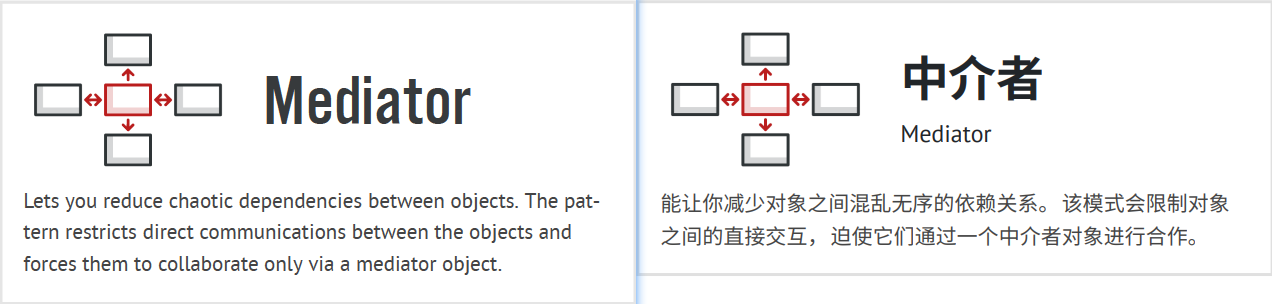 Mediator
Lets you reduce chaotic dependencies between objects. The pat-
tern restricts direct communications between the objects and
forces them to collaborate only via a mediator object.
中介者
Mediator
能让你减少对象之间混乱无序的依赖关系。 该模式会限制对象
之间的直接交互， 迫使它们通过一个中介者对象进行合作。